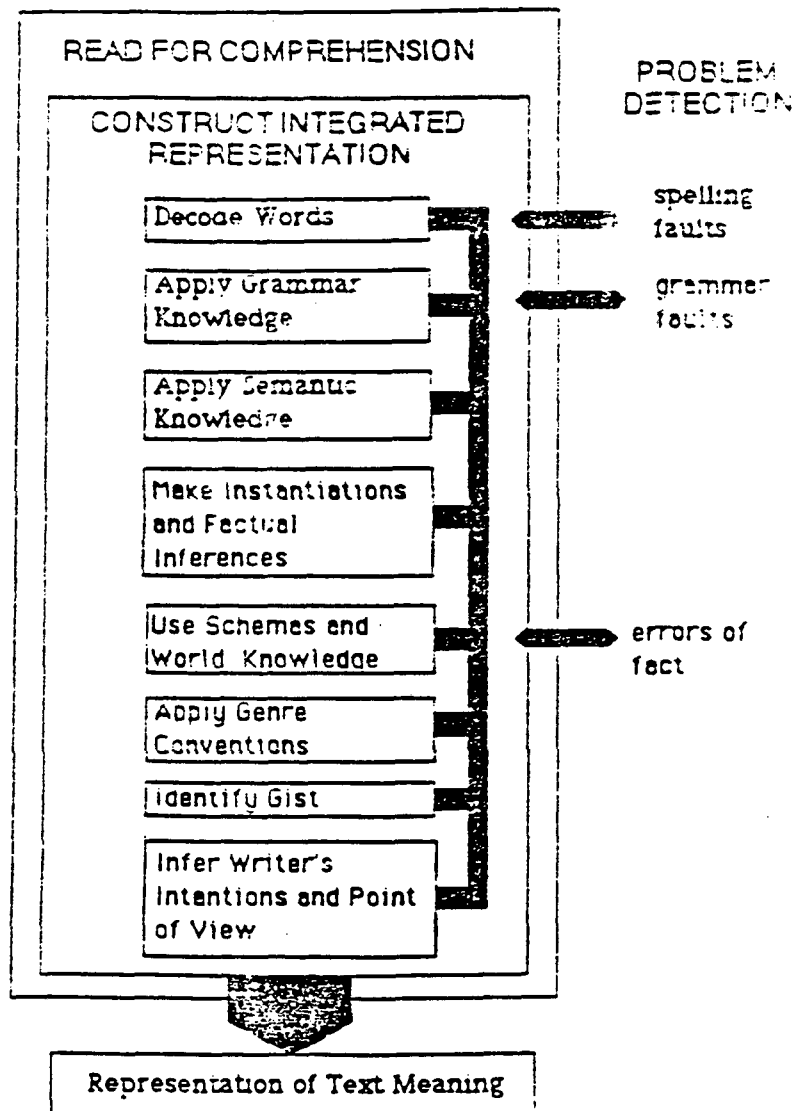 READ FOR COMPREHENSION
PROBLEM
DETECTION
CONSTRUCT INTEGRATED
REPRESENTATION
Decode Words
spelling
faults
Apply Grammar
Knowledge
grammar
faults
Apply Semantic
Knowledge
Make Instantiations
and Factual
Inferences
Use Schemas and
World Knowledge
errors of
fact
Apply Genre
Conventions
Identify Gist
Infer Writer's
Intentions and Point
of View
Representation of Text Meaning